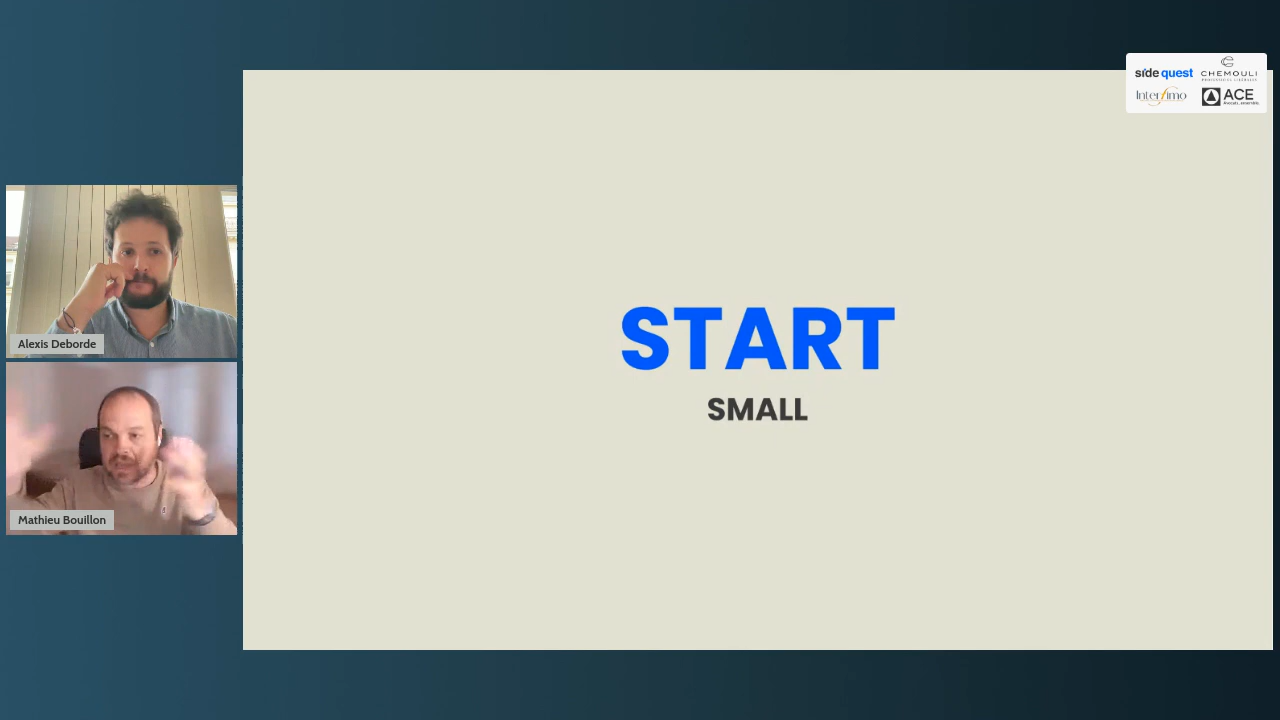 side quest
CHEMOULI
Interfimo
ACE
START
SMALL
Alexis Deborde
Mathieu Bouillon